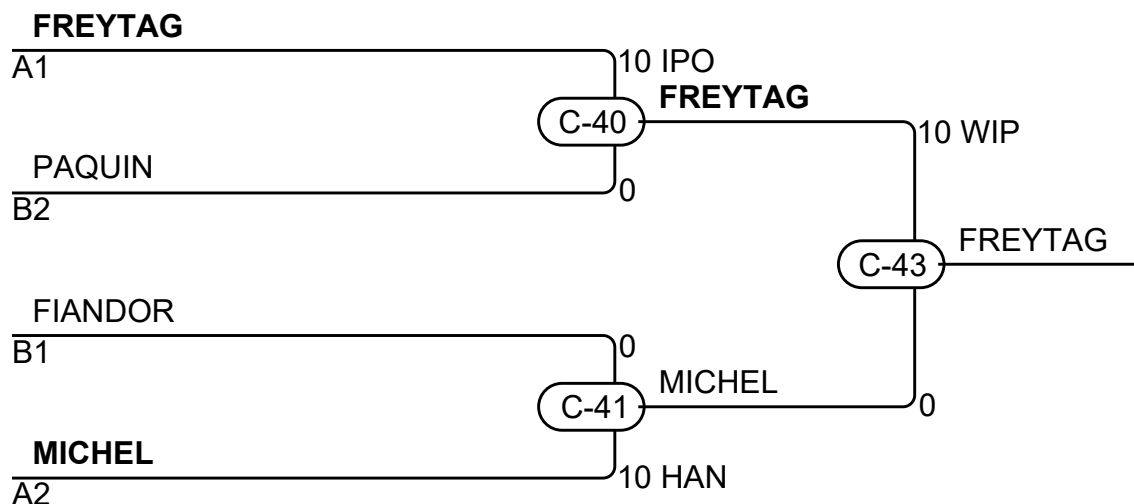 FREYTAG
A1
10 IPO
FREYTAG
C-40
10 WIP
PAQUIN
B2
0
FREYTAG
C-43
FIANDOR
B1
0
MICHEL
C-41
0
MICHEL
A2
10 HAN